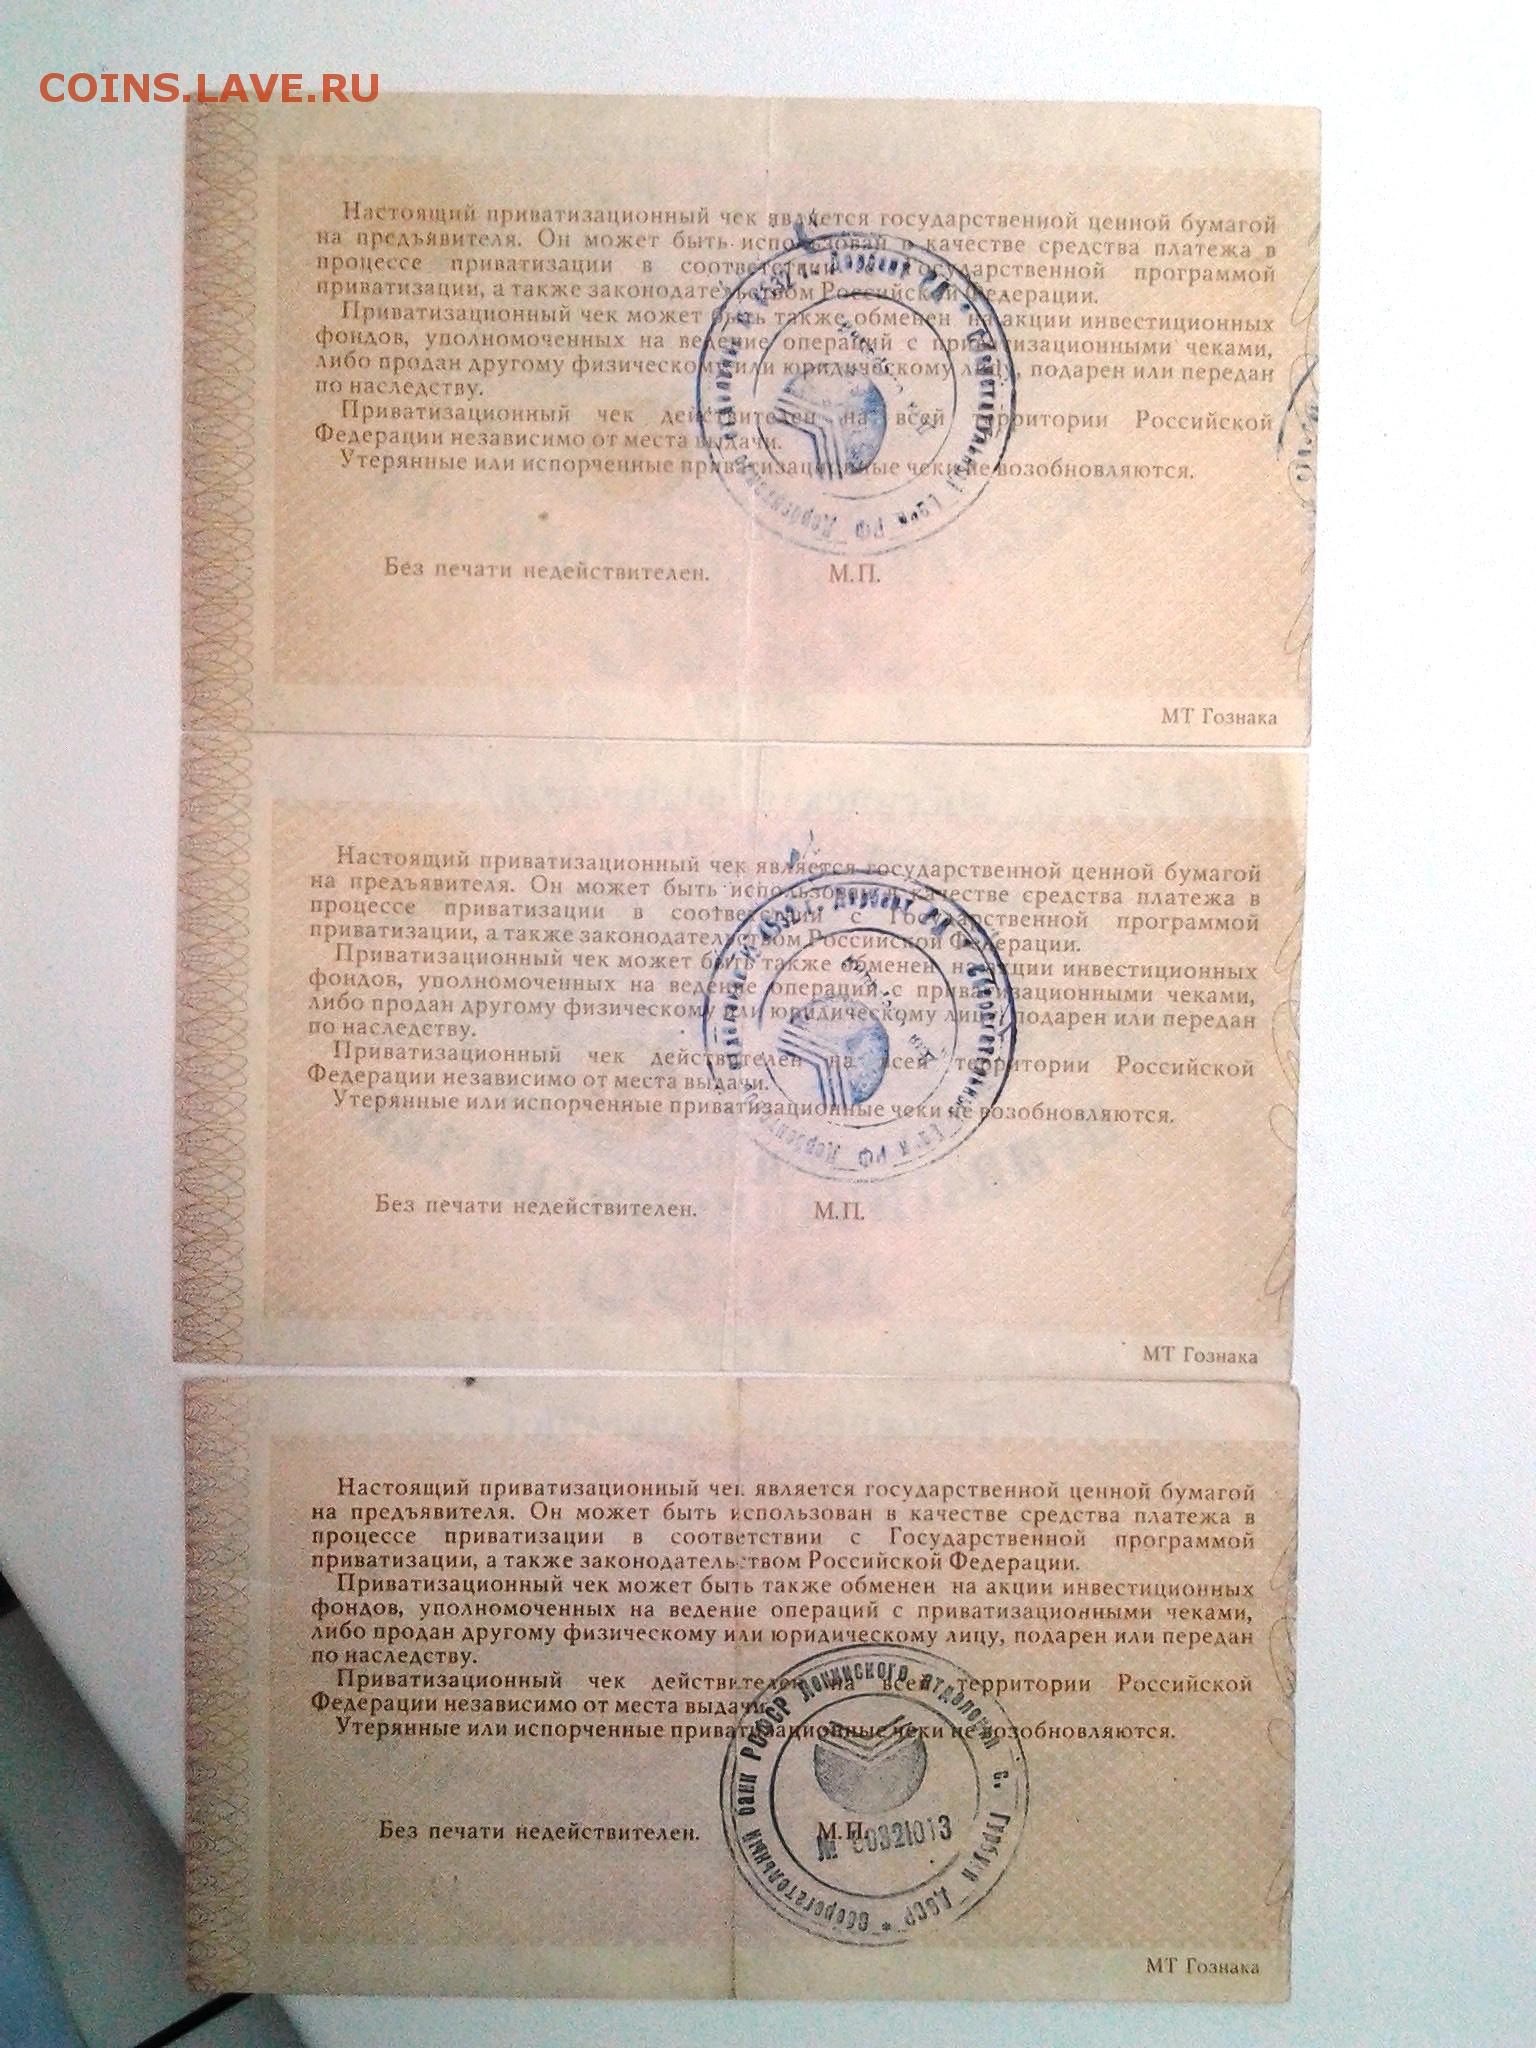 COINS.LAVE.RU
Настоящий приватизационный чек является государственной ценной бумагой
на предъявителя. Он может быть использован в качестве средства платежа в
процессе приватизации в соответствии с Государственной программой
приватизации, а также законодательством Российской Федерации.
Приватизационный чек может быть также обменен на акции инвестиционных
фондов, уполномоченных на ведение операций с приватизационными чеками,
либо продан другому физическому или юридическому лицу, подарен или передан
по наследству.
Приватизационный чек действителен на всей территории Российской
Федерации независимо от места выдачи.
Утерянные или испорченные приватизационные чеки не возобновляются.
Без печати недействителен. М.П.
МТ Гознака
Настоящий приватизационный чек является государственной ценной бумагой
на предъявителя. Он может быть использован в качестве средства платежа в
процессе приватизации в соответствии с Государственной программой
приватизации, а также законодательством Российской Федерации.
Приватизационный чек может быть также обменен на акции инвестиционных
фондов, уполномоченных на ведение операций с приватизационными чеками,
либо продан другому физическому или юридическому лицу, подарен или передан
по наследству.
Приватизационный чек действителен на всей территории Российской
Федерации независимо от места выдачи.
Утерянные или испорченные приватизационные чеки не возобновляются.
Без печати недействителен. М.П.
МТ Гознака
Настоящий приватизационный чек является государственной ценной бумагой
на предъявителя. Он может быть использован в качестве средства платежа в
процессе приватизации в соответствии с Государственной программой
приватизации, а также законодательством Российской Федерации.
Приватизационный чек может быть также обменен на акции инвестиционных
фондов, уполномоченных на ведение операций с приватизационными чеками,
либо продан другому физическому или юридическому лицу, подарен или передан
по наследству.
Приватизационный чек действителен на всей территории Российской
Федерации независимо от места выдачи.
Утерянные или испорченные приватизационные чеки не возобновляются.
Сберегательный банк РСФСР Ленинского отделения с.
Без печати недействителен. М.П.
МТ Гознака